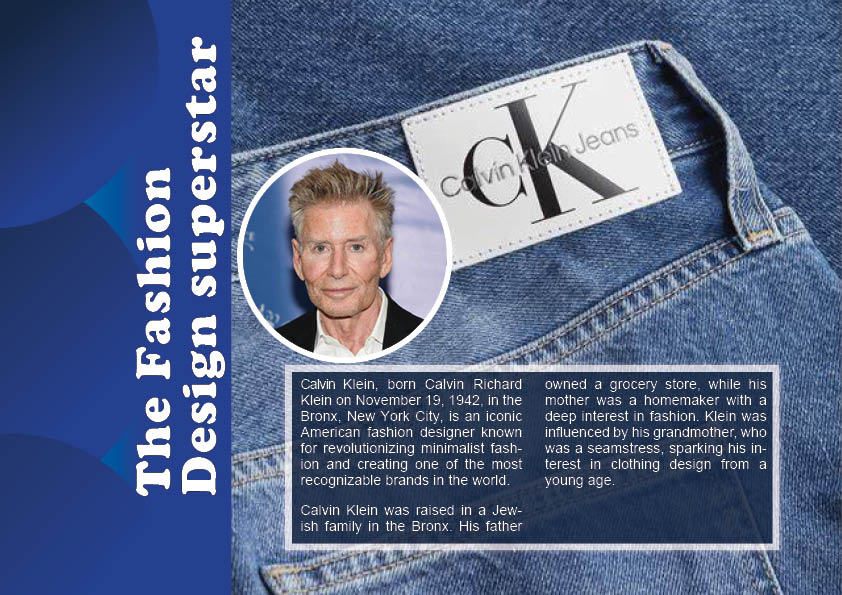 The Fashion
Design superstar
CK
Calvin Klein Jeans
Calvin Klein, born Calvin Richard
Klein on November 19, 1942, in the
Bronx, New York City, is an iconic
American fashion designer known
for revolutionizing minimalist fash-
ion and creating one of the most
recognizable brands in the world.
Calvin Klein was raised in a Jew-
ish family in the Bronx. His father
owned a grocery store, while his
mother was a homemaker with a
deep interest in fashion. Klein was
influenced by his grandmother, who
was a seamstress, sparking his in-
terest in clothing design from a
young age.